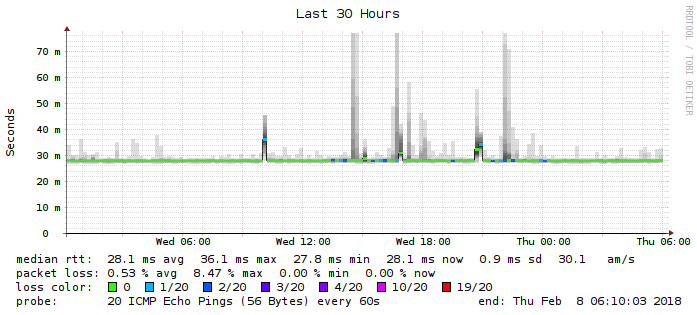 Last 30 Hours
RRDTOOL / TOBI OETIKER
Seconds
70 m
60 m
50 m
40 m
30 m
20 m
10 m
0
Wed 06:00 Wed 12:00 Wed 18:00 Thu 00:00 Thu 06:00
median rtt: 28.1 ms avg 36.1 ms max 27.8 ms min 28.1 ms now 0.9 ms sd 30.1 am/s
packet loss: 0.53 % avg 8.47 % max 0.00 % min 0.00 % now
loss color: 0 1/20 2/20 3/20 4/20 10/20 19/20
probe: 20 ICMP Echo Pings (56 Bytes) every 60s end: Thu Feb 8 06:10:03 2018